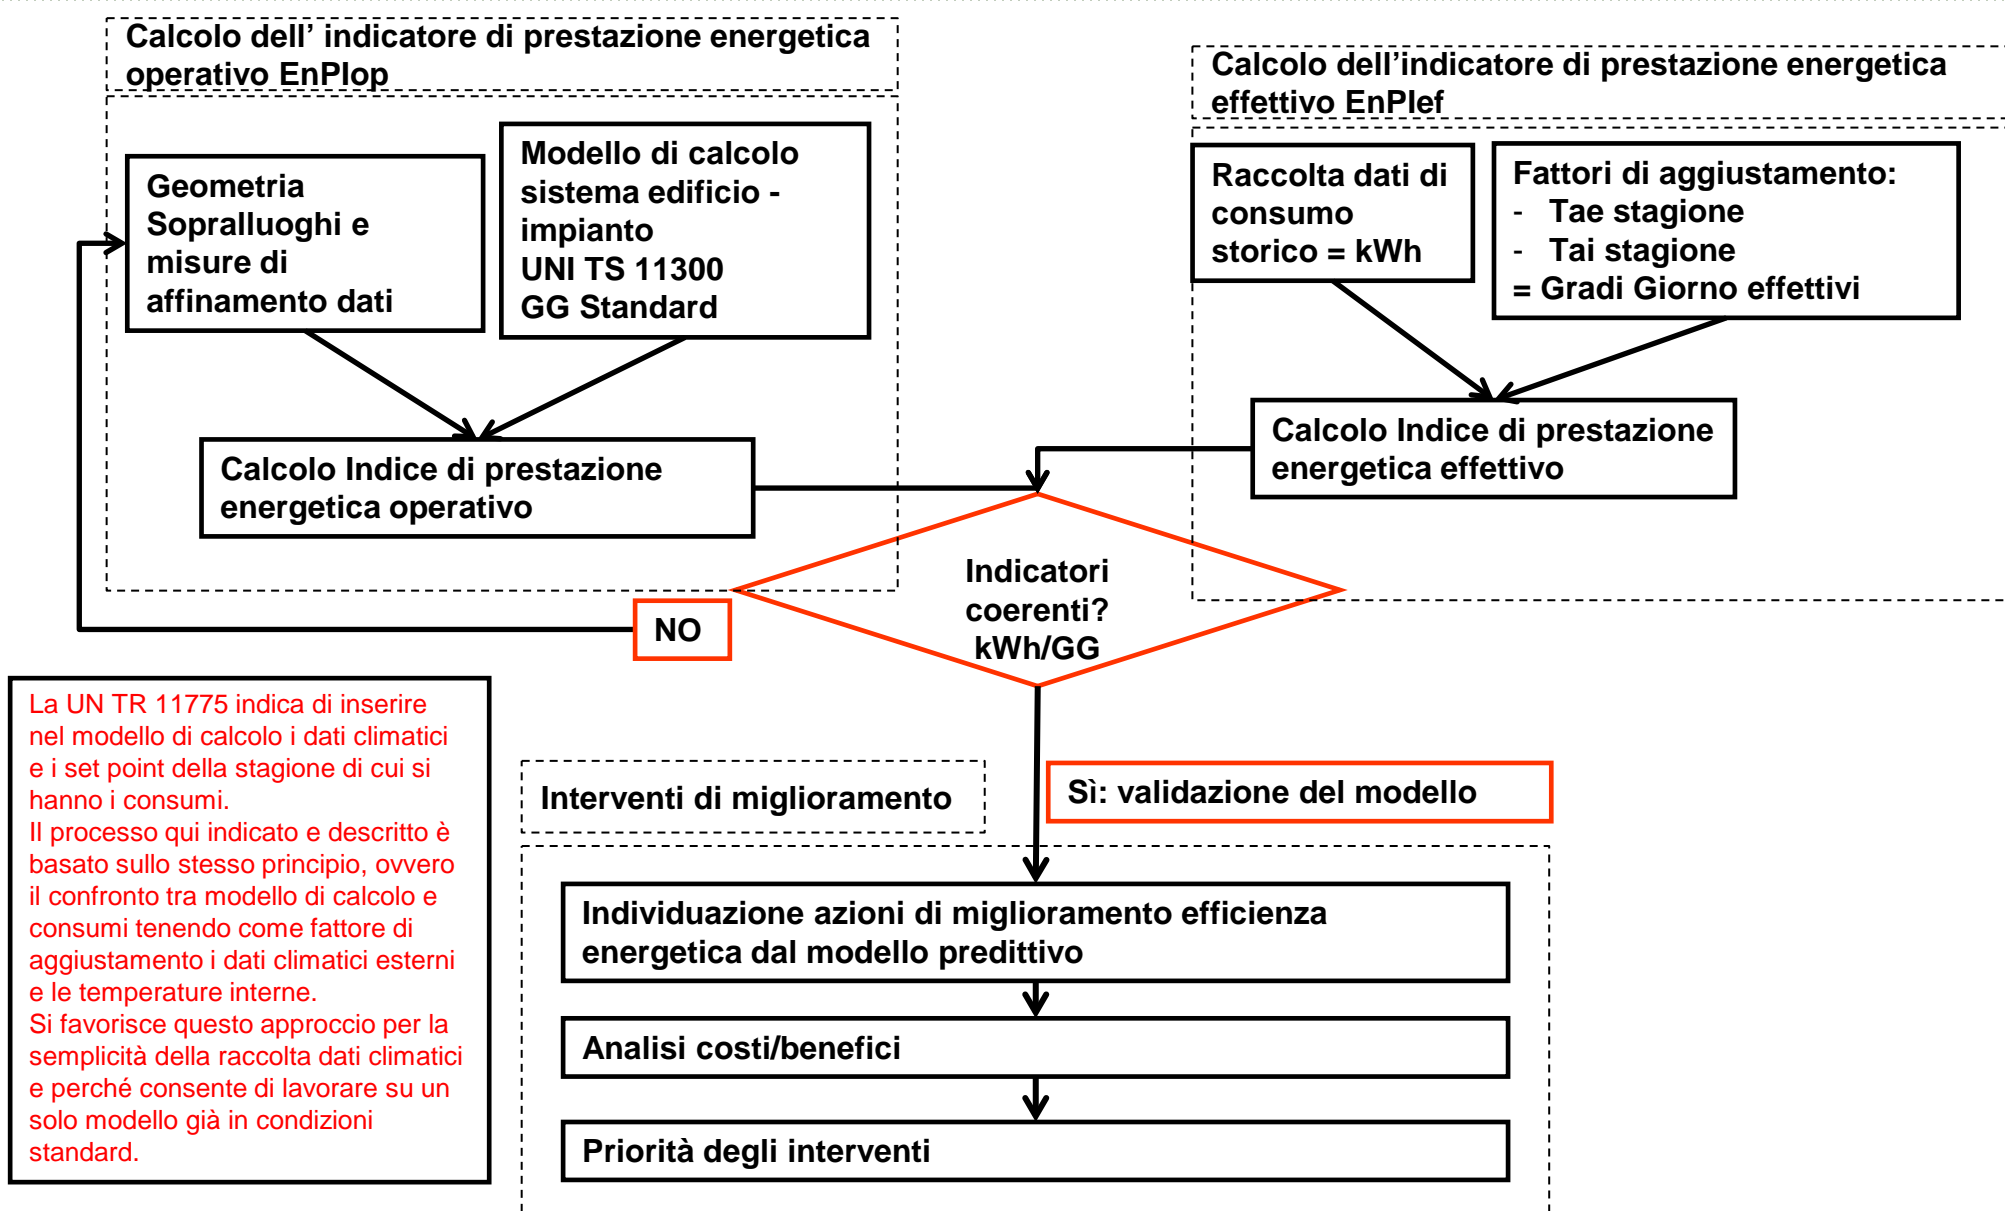 Calcolo dell' indicatore di prestazione energetica
operativo EnPIop
Geometria
Sopralluoghi e
misure di
affinamento dati
Modello di calcolo
sistema edificio -
impianto
UNI TS 11300
GG Standard
Calcolo Indice di prestazione
energetica operativo
Calcolo dell'indicatore di prestazione energetica
effettivo EnPIef
Raccolta dati di
consumo
storico = kWh
Fattori di aggiustamento:
- Tae stagione
- Tai stagione
= Gradi Giorno effettivi
Calcolo Indice di prestazione
energetica effettivo
Indicatori
coerenti?
kWh/GG
NO
La UN TR 11775 indica di inserire
nel modello di calcolo i dati climatici
e i set point della stagione di cui si
hanno i consumi.
Il processo qui indicato e descritto è
basato sullo stesso principio, ovvero
il confronto tra modello di calcolo e
consumi tenendo come fattore di
aggiustamento i dati climatici esterni
e le temperature interne.
Si favorisce questo approccio per la
semplicità della raccolta dati climatici
e perché consente di lavorare su un
solo modello già in condizioni
standard.
Interventi di miglioramento
Sì: validazione del modello
Individuazione azioni di miglioramento efficienza
energetica dal modello predittivo
Analisi costi/benefici
Priorità degli interventi